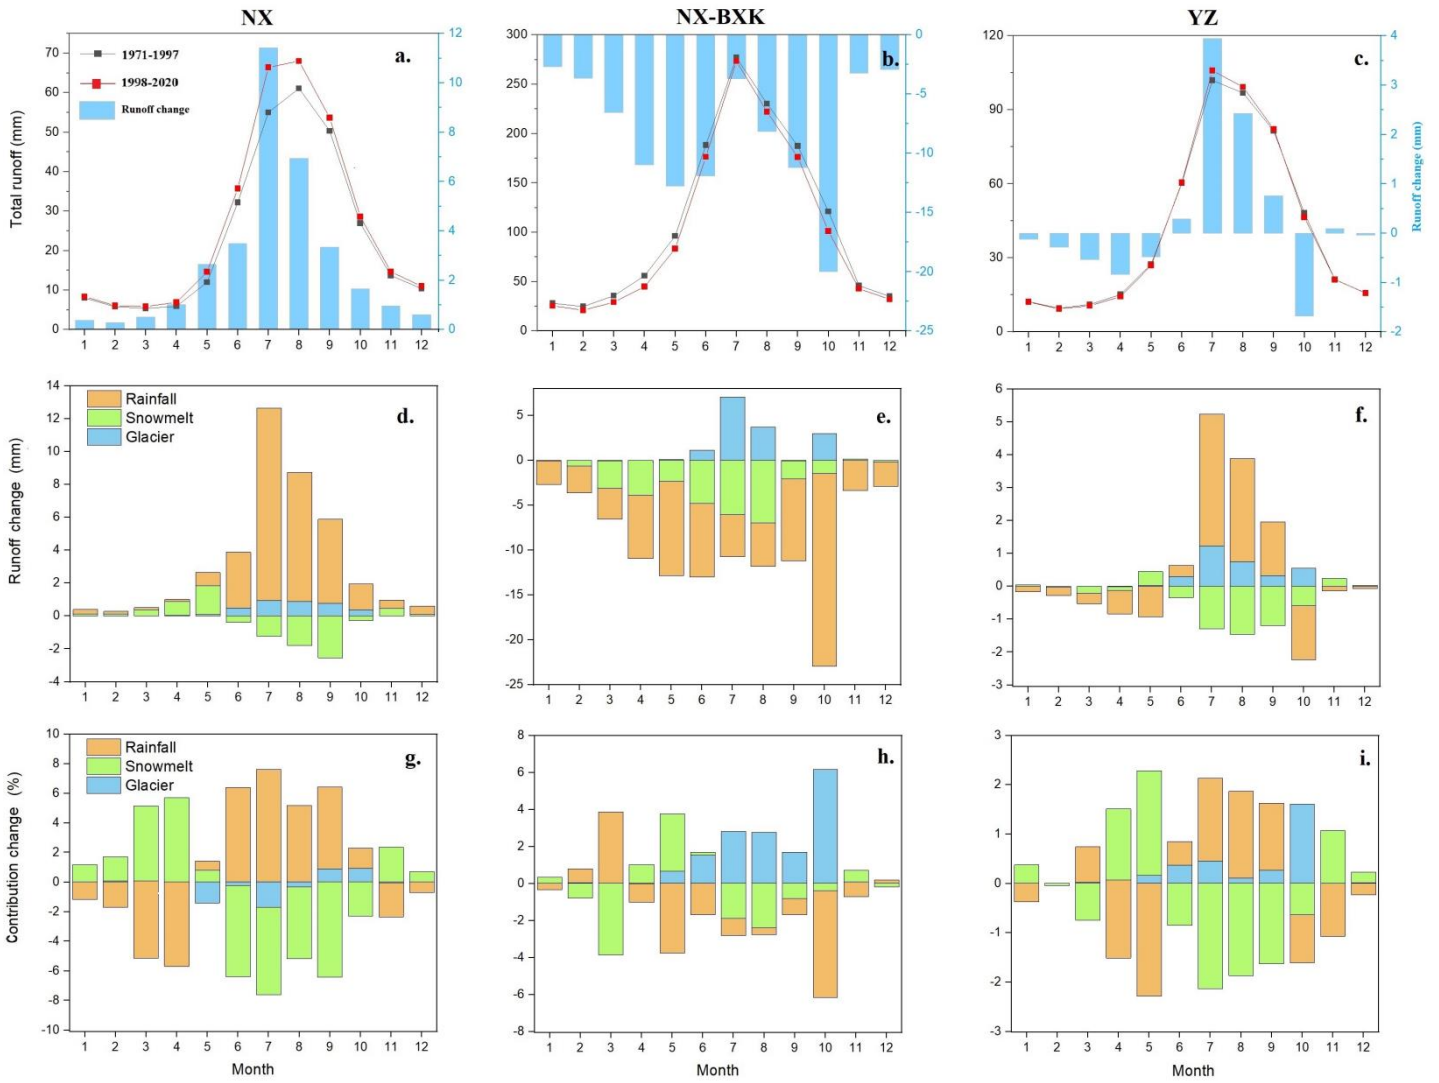 NX
NX-BXK
YZ
1971-1997
1998-2020
Runoff change
a.
b.
c.
Total runoff (mm)
70
60
50
40
30
20
10
0
12
10
8
6
4
2
0
1 2 3 4 5 6 7 8 9 10 11 12
300
250
200
150
100
50
0
0
-5
-10
-15
-20
-25
1 2 3 4 5 6 7 8 9 10 11 12
120
90
60
30
0
4
3
2
1
0
-1
-2
Runoff change (mm)
1 2 3 4 5 6 7 8 9 10 11 12
Runoff change (mm)
Rainfall
Snowmelt
Glacier
d.
14
12
10
8
6
4
2
0
-2
-4
1 2 3 4 5 6 7 8 9 10 11 12
e.
5
0
-5
-10
-15
-20
-25
1 2 3 4 5 6 7 8 9 10 11 12
f.
6
5
4
3
2
1
0
-1
-2
-3
1 2 3 4 5 6 7 8 9 10 11 12
Contribution change (%)
Rainfall
Snowmelt
Glacier
g.
10
8
6
4
2
0
-2
-4
-6
-8
-10
1 2 3 4 5 6 7 8 9 10 11 12
Month
h.
8
6
4
2
0
-2
-4
-6
-8
1 2 3 4 5 6 7 8 9 10 11 12
Month
i.
3
2
1
0
-1
-2
-3
1 2 3 4 5 6 7 8 9 10 11 12
Month